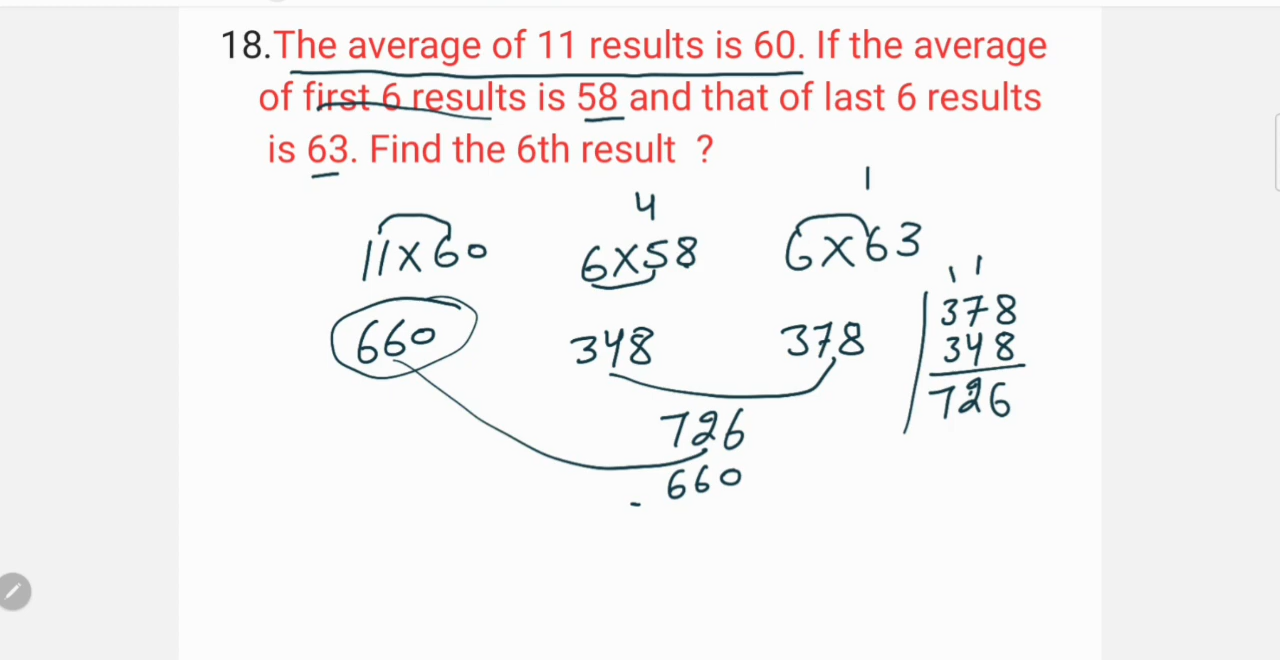 18.The average of 11 results is 60. If the average
of first 6 results is 58 and that of last 6 results
is 63. Find the 6th result ?
4 1
11x60 6x58 6x63
1 1
660 348 378 378
348
726 726
- 660